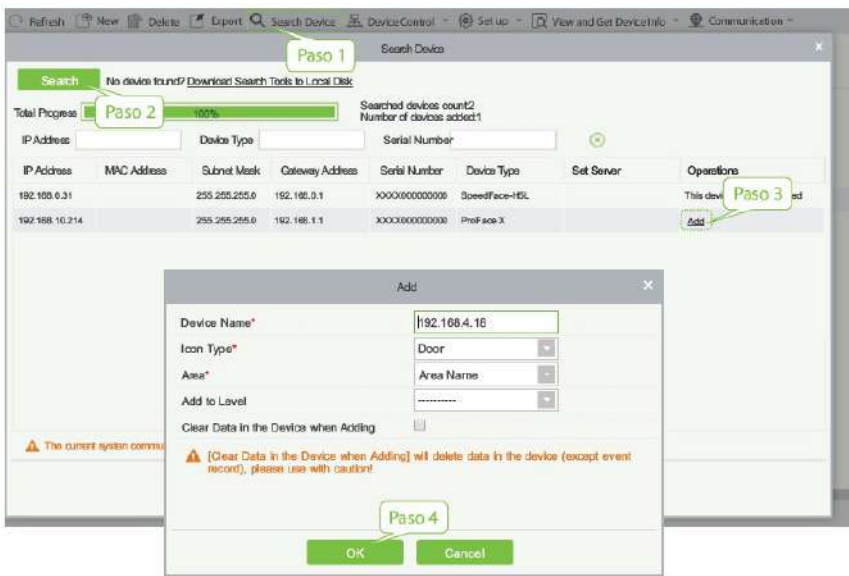 Refresh New Delete Export Search Device Device Control Set up View and Get Device Info Communication
Paso 1
Search Device
Search
No device found? Download Search Tools to Local Disk
Paso 2
Total Progress
100%
Searched devices count:2
Number of devices added:1
IP Address Device Type Serial Number
IP Address MAC Address Subnet Mask Gateway Address Serial Number Device Type Set Server Operations
192.168.0.31 255.255.255.0 192.168.0.1 XXXX000000000 SpeedFace-H5L This
Paso 3
192.168.10.214 255.255.255.0 192.168.1.1 XXXX000000000 ProFace X Add
Add
Device Name* 192.168.4.16
Icon Type* Door
Area* Area Name
Add to Level ----------
Clear Data in the Device when Adding
The current system
[Clear Data in the Device when Adding] will delete data in the device (except event
record), please use with caution!
Paso 4
OK Cancel